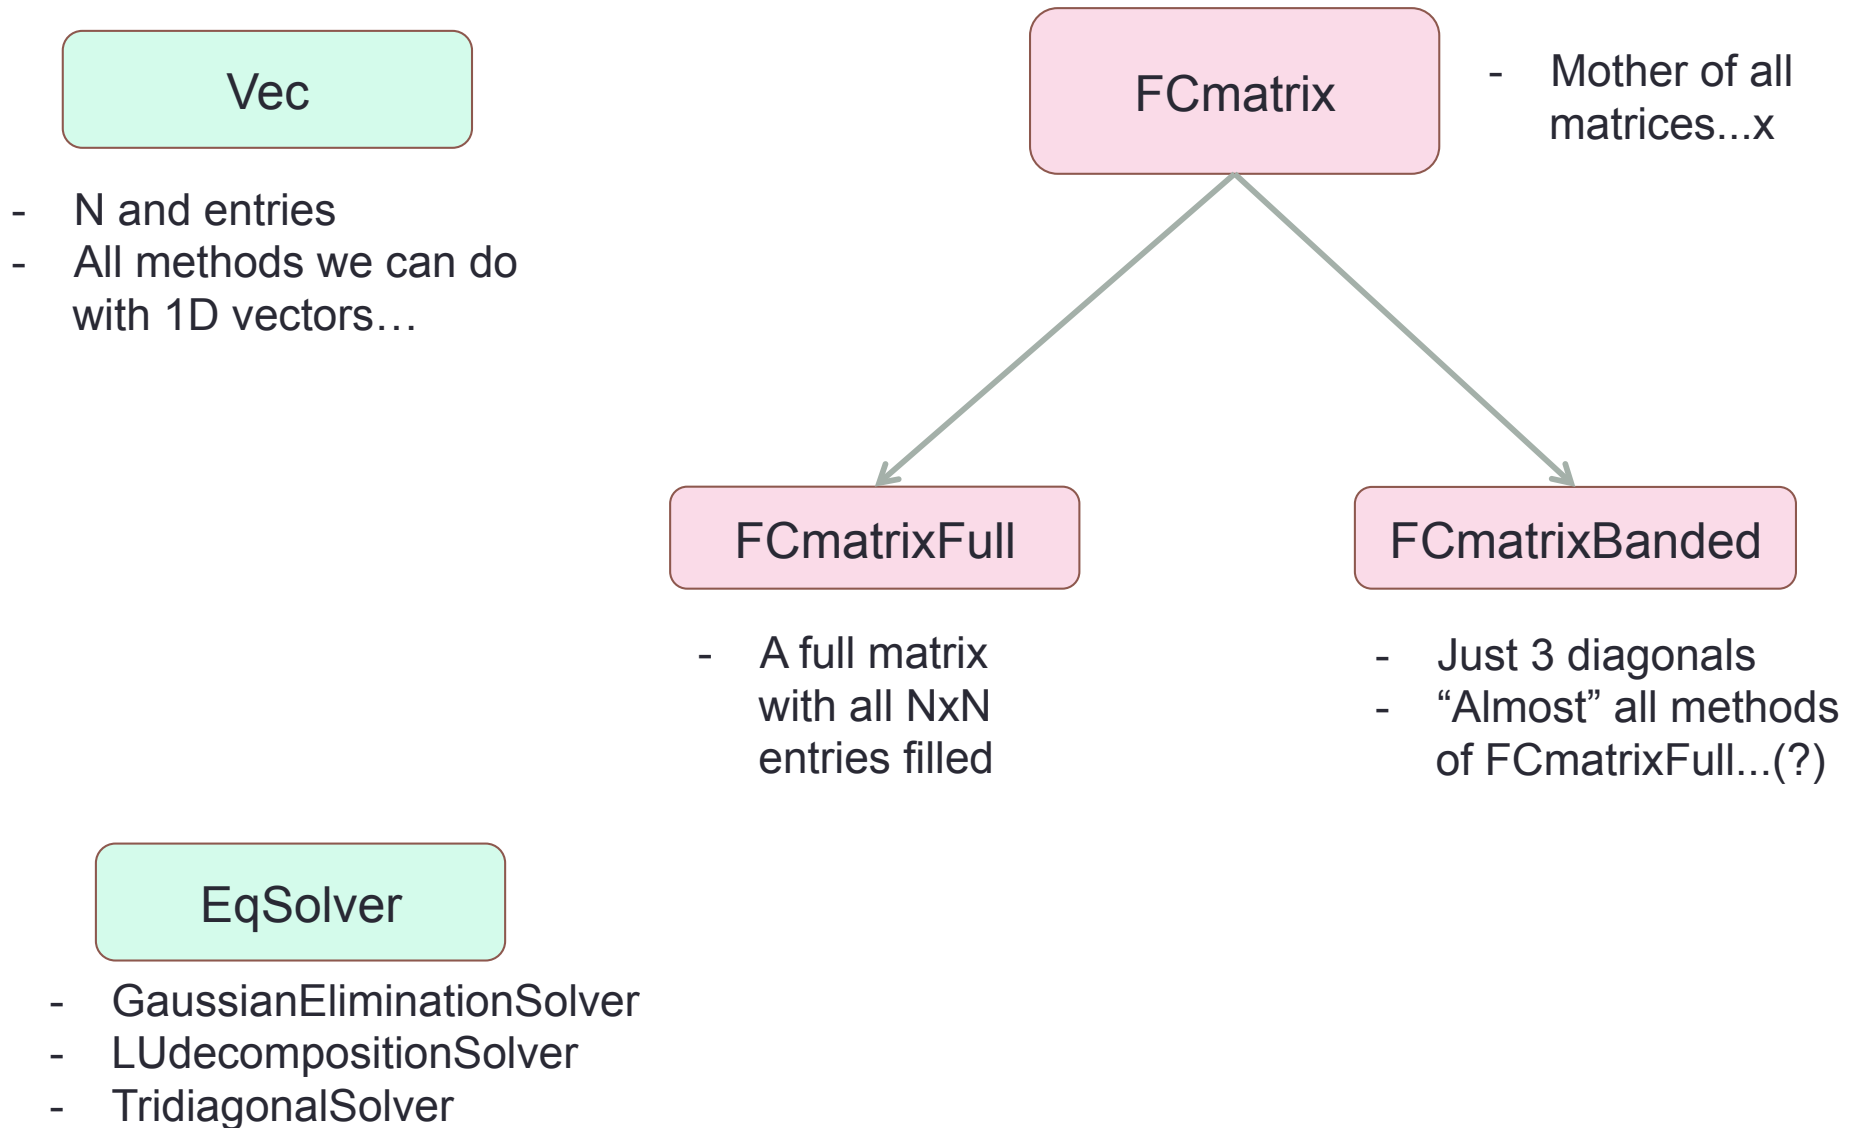 Vec
- N and entries
- All methods we can do
with 1D vectors…
FCmatrix
- Mother of all
matrices...x
FCmatrixFull
- A full matrix
with all NxN
entries filled
FCmatrixBanded
- Just 3 diagonals
- “Almost” all methods
of FCmatrixFull...(?)
EqSolver
- GaussianEliminationSolver
- LUdecompositionSolver
- TridiagonalSolver